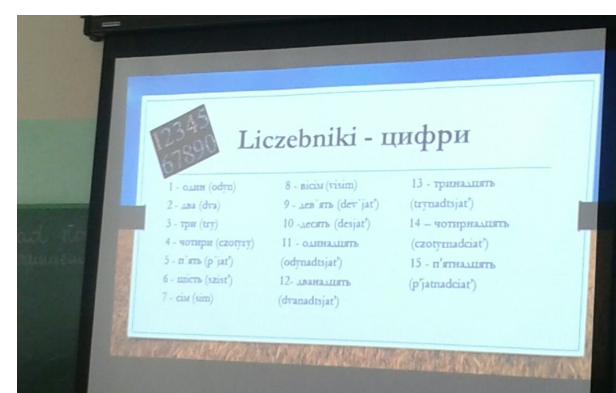 12345
67890
Liczebniki - цифри
1 - один (odyn)
2 - два (dva)
3 - три (try)
4 - чотири (czotyry)
5 - п`ять (p`jat')
6 - шість (szist')
7 - сім (sim)
8 - вісім (visim)
9 - дев`ять (dev`jat')
10 -десять (desjat')
11 - одинадцять
(odynadtsjat')
12- дванадцять
(dvanadtsjat')
13 - тринадцять
(trynadtsjat')
14 – чотирнадцять
(czotyrnadciat')
15 - п'ятнадцять
(p'jatnadciat')